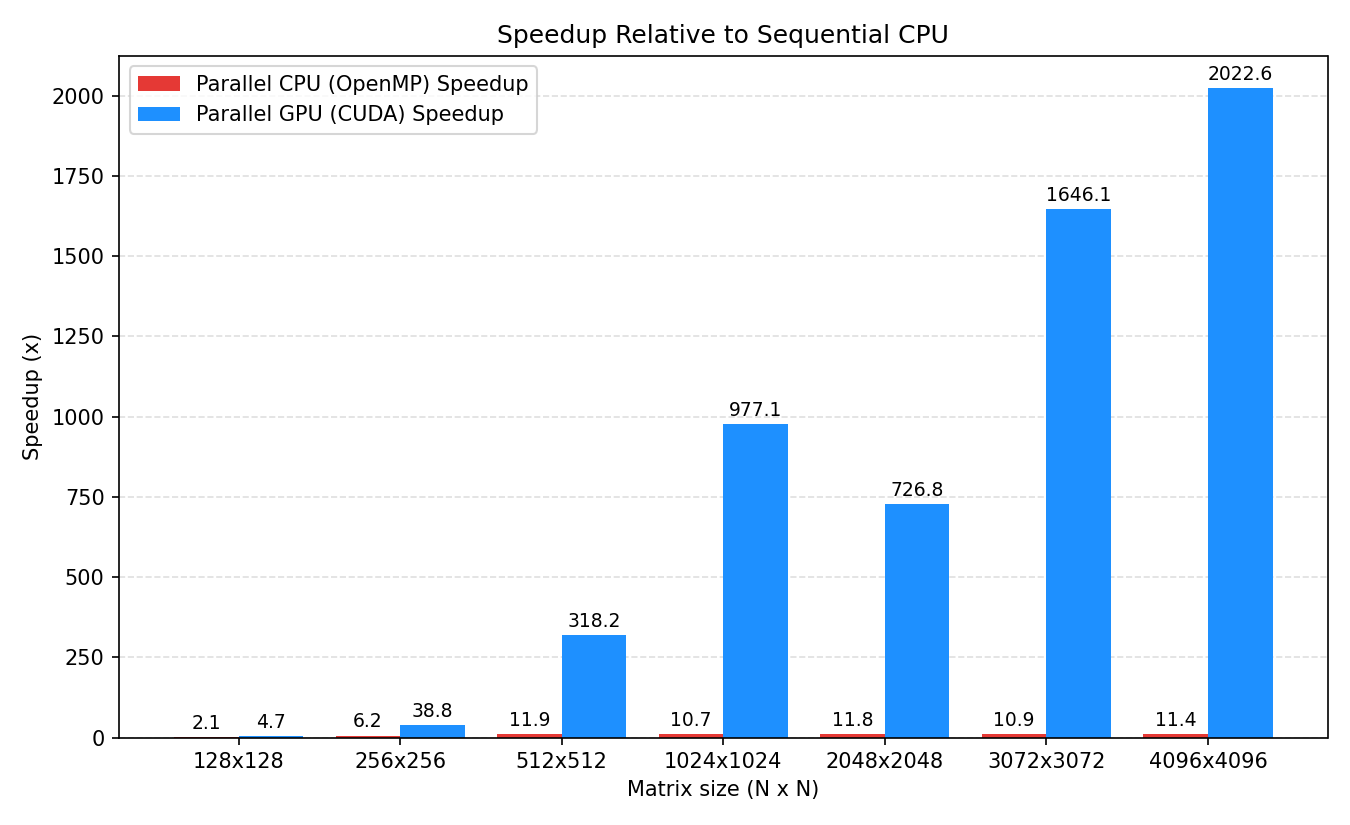 Speedup Relative to Sequential CPU
Parallel CPU (OpenMP) Speedup
Parallel GPU (CUDA) Speedup
Speedup (x)
2000
1750
1500
1250
1000
750
500
250
0
2.1 4.7 6.2 38.8 11.9 318.2 10.7 977.1 11.8 726.8 10.9 1646.1 11.4 2022.6
128x128 256x256 512x512 1024x1024 2048x2048 3072x3072 4096x4096
Matrix size (N x N)